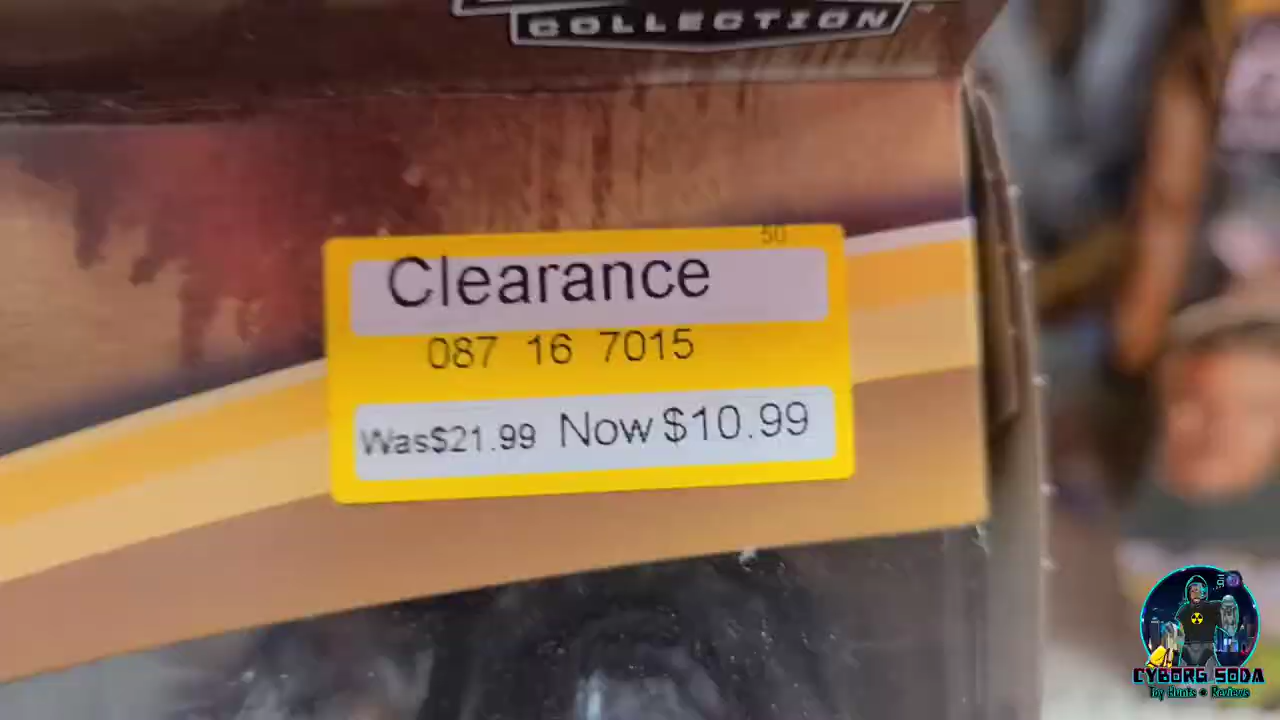 COLLECTION
50
Clearance
087 16 7015
Was$21.99 Now $10.99
CYBORG SODA
Toy Hunts & Reviews